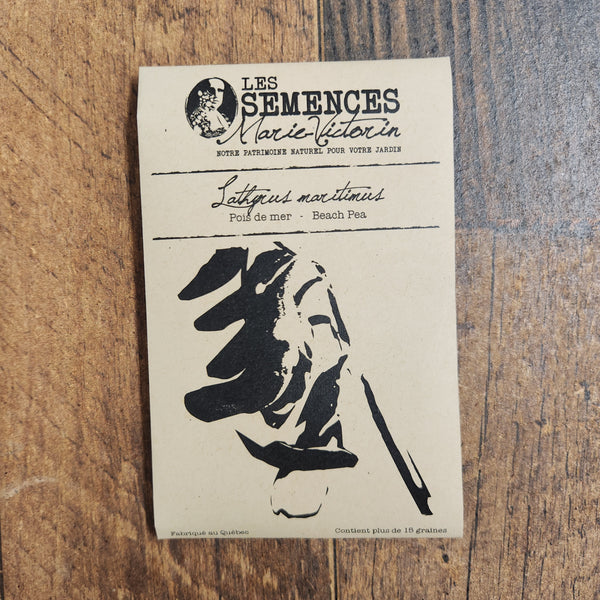 LES
SEMENCES
Marie-Victorin
NOTRE PATRIMOINE NATUREL POUR VOTRE JARDIN
Lathyrus maritimus
Pois de mer - Beach Pea
Fabriqué au Québec
Contient plus de 15 graines